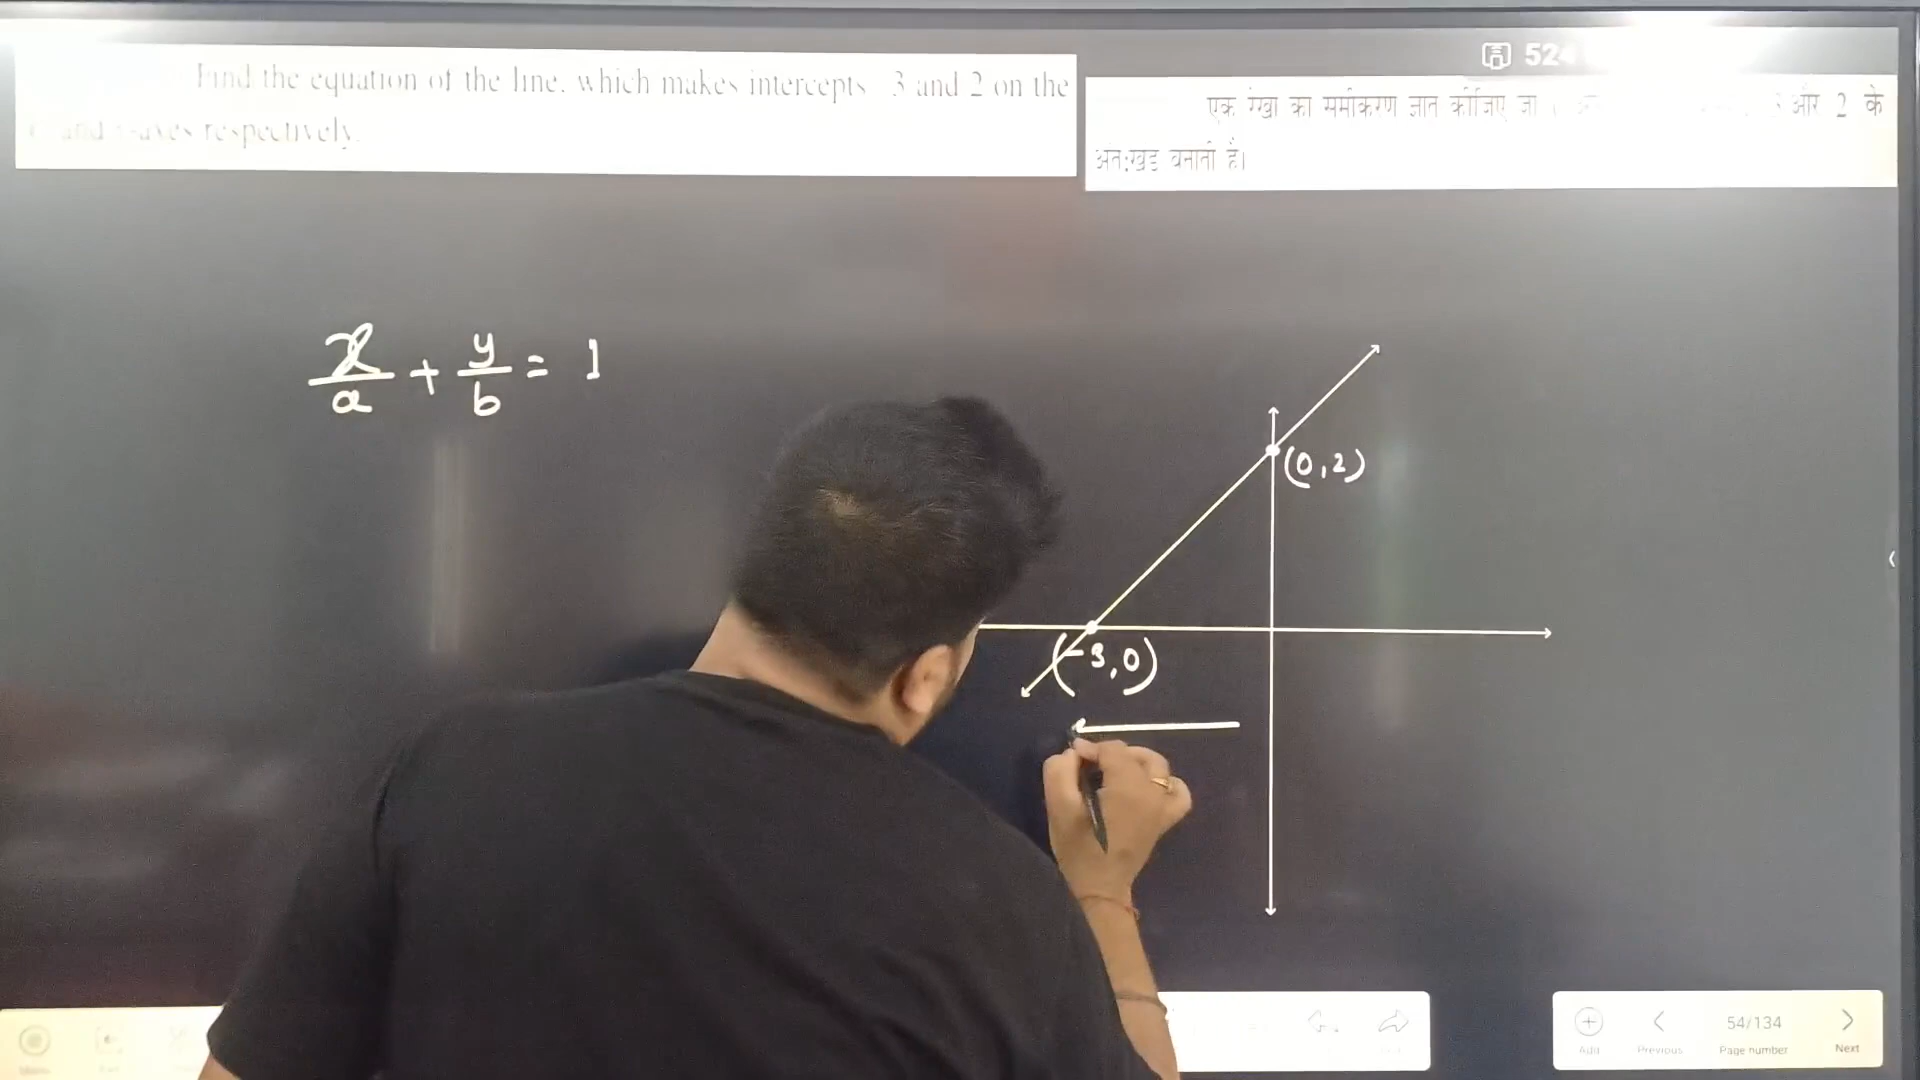 Find the equation of the line, which makes intercepts 3 and 2 on the
and -axes respectively.
524
एक रेखा का समीकरण ज्ञात कीजिए जो 3 और 2 के
अंत:खंड बनाती है।
x/a + y/b = 1
(0,2)
(-3,0)
Add
Previous
54/134
Page number
Next